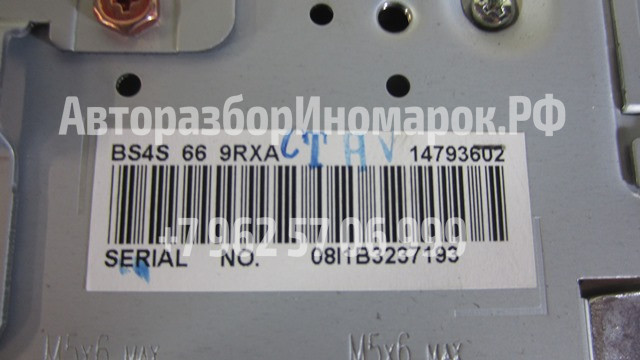 АвторазборИномарок.РФ
BS4S 66 9RXA CTHV 14793602
+7 962 57 06 999
SERIAL NO. 08I1B3237193
M5x6 MAX M5x6 MAX